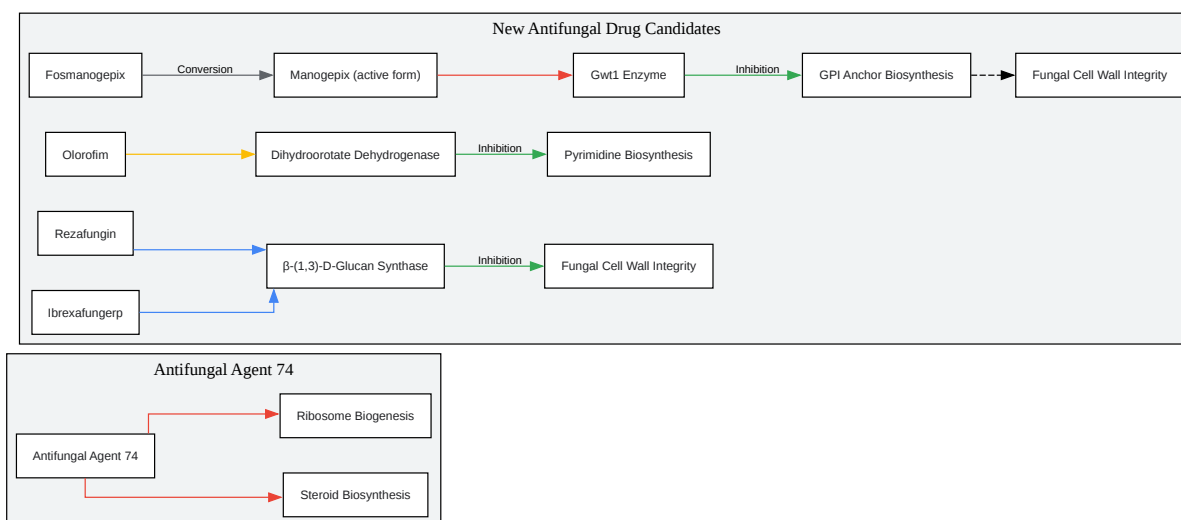 New Antifungal Drug Candidates
Fosmanogepix
Conversion
Manogepix (active form)
Gwt1 Enzyme
Inhibition
GPI Anchor Biosynthesis
Fungal Cell Wall Integrity
Olorofim
Dihydroorotate Dehydrogenase
Inhibition
Pyrimidine Biosynthesis
Rezafungin
β-(1,3)-D-Glucan Synthase
Inhibition
Fungal Cell Wall Integrity
Ibrexafungerp
Antifungal Agent 74
Ribosome Biogenesis
Antifungal Agent 74
Steroid Biosynthesis